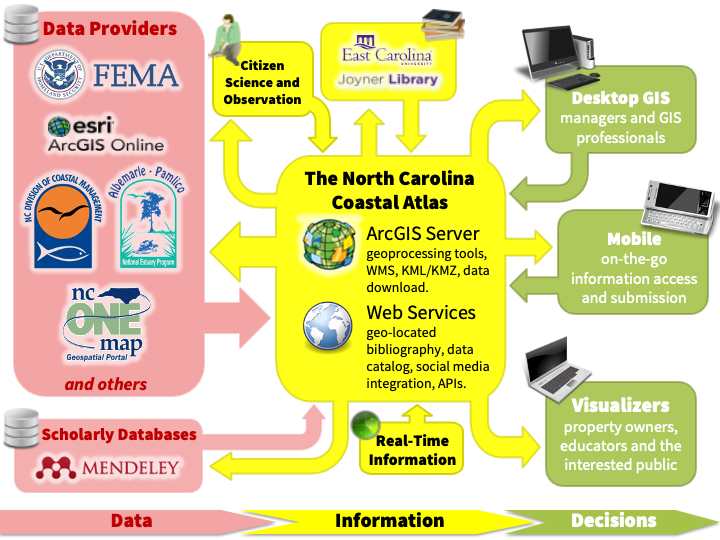 Data Providers
U.S. DEPARTMENT OF HOMELAND SECURITY
FEMA
esri
ArcGIS Online
NC DIVISION OF COASTAL MANAGEMENT
Albemarle - Pamlico
National Estuary Program
nc
ONE
map
Geospatial Portal
and others
Scholarly Databases
MENDELEY
Citizen
Science and
Observation
East Carolina
UNIVERSITY
Joyner Library
The North Carolina
Coastal Atlas
ArcGIS Server
geoprocessing tools,
WMS, KML/KMZ, data
download.
Web Services
geo-located
bibliography, data
catalog, social media
integration, APIs.
Real-Time
Information
Desktop GIS
managers and GIS
professionals
Mobile
on-the-go
information access
and submission
Visualizers
property owners,
educators and the
interested public
Data
Information
Decisions